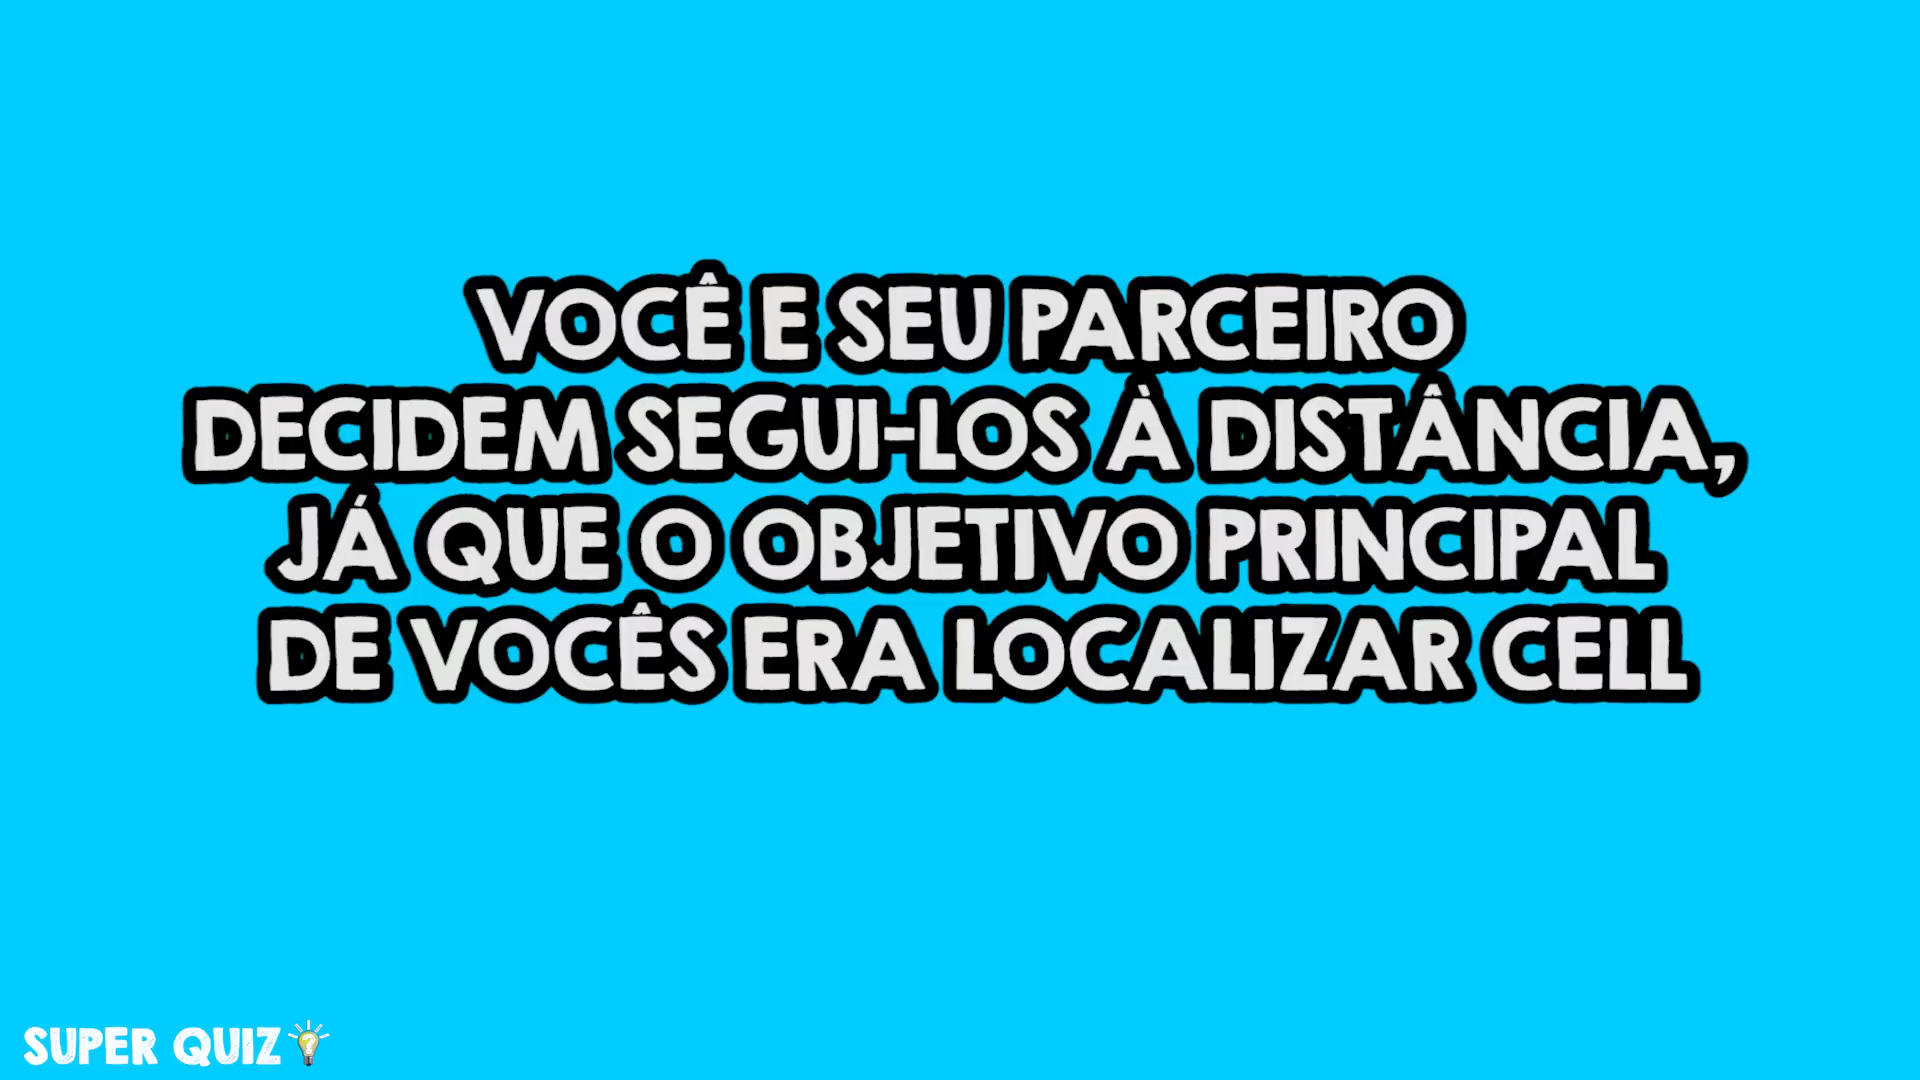 VOCÊ E SEU PARCEIRO
DECIDEM SEGUI-LOS À DISTÂNCIA,
JÁ QUE O OBJETIVO PRINCIPAL
DE VOCÊS ERA LOCALIZAR CELL
SUPER QUIZ